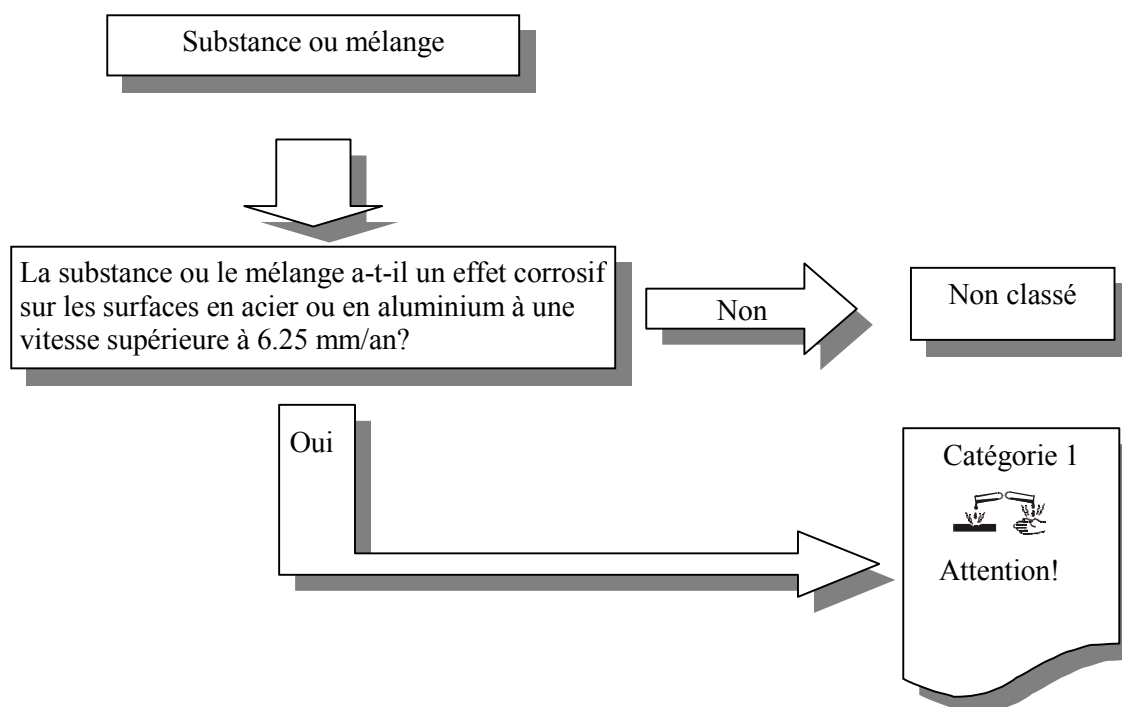 Substance ou mélange
La substance ou le mélange a-t-il un effet corrosif
sur les surfaces en acier ou en aluminium à une
vitesse supérieure à 6.25 mm/an?
Non
Non classé
Oui
Catégorie 1
Attention!